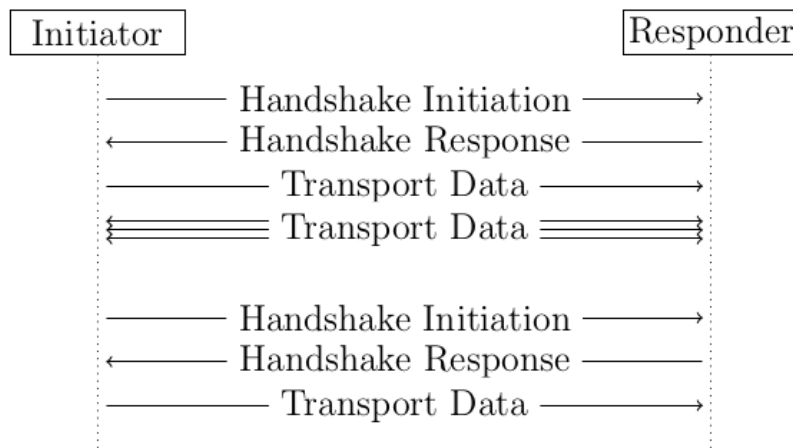 Initiator
Responder
Handshake Initiation
Handshake Response
Transport Data
Transport Data
Handshake Initiation
Handshake Response
Transport Data